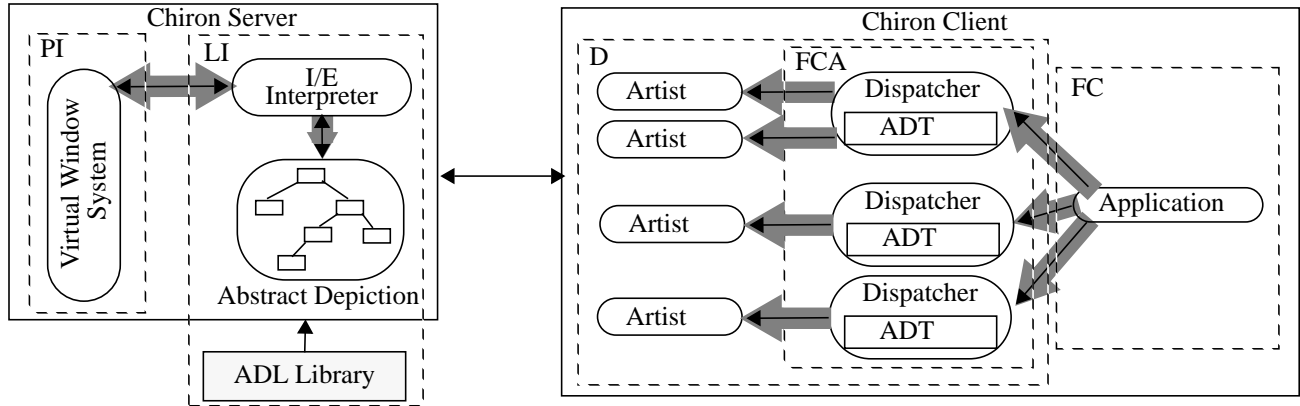 Chiron Server
PI
Virtual Window
System
LI
I/E
Interpreter
Abstract Depiction
ADL Library
Chiron Client
D
Artist
Artist
Artist
Artist
FCA
Dispatcher
ADT
Dispatcher
ADT
Dispatcher
ADT
FC
Application